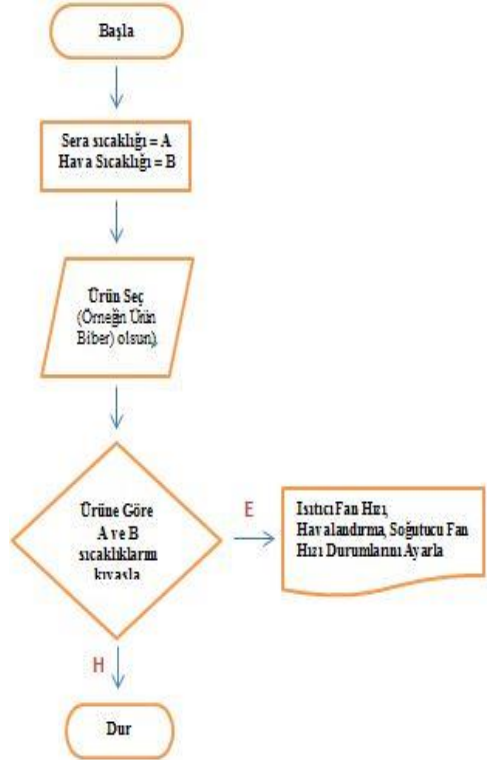 Başla
Sera sıcaklığı = A
Hava Sıcaklığı = B
Ürün Seç
(Örneğin Ürün
Biber) olsun)
Ürüne Göre
A ve B
sıcaklıklarını
kıyasla
E
Isıtıcı Fan Hızı,
Havalandırma, Soğutucu Fan
Hızı Durumlarını Ayarla
H
Dur